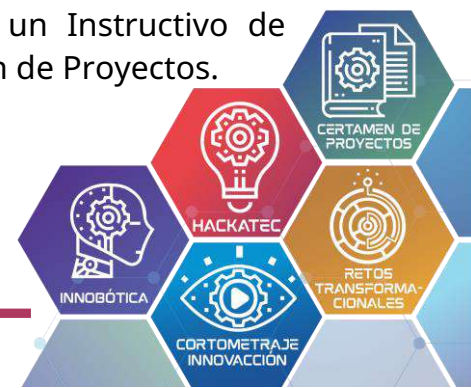 un Instructivo de
n de Proyectos.
CERTAMEN DE
PROYECTOS
HACKATEC
INNOBÓTICA
RETOS
TRANSFORMA-
CIONALES
CORTOMETRAJE
INNOVACCIÓN